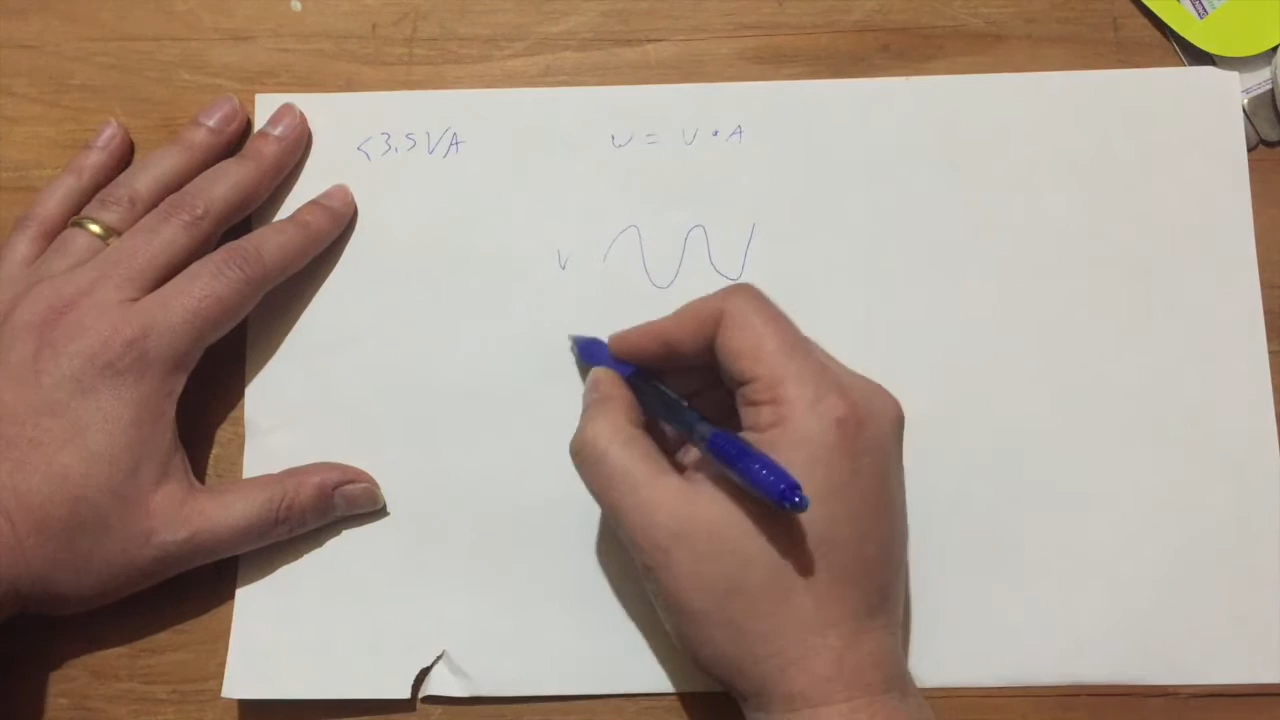 <3.5VA
W = V • A
V